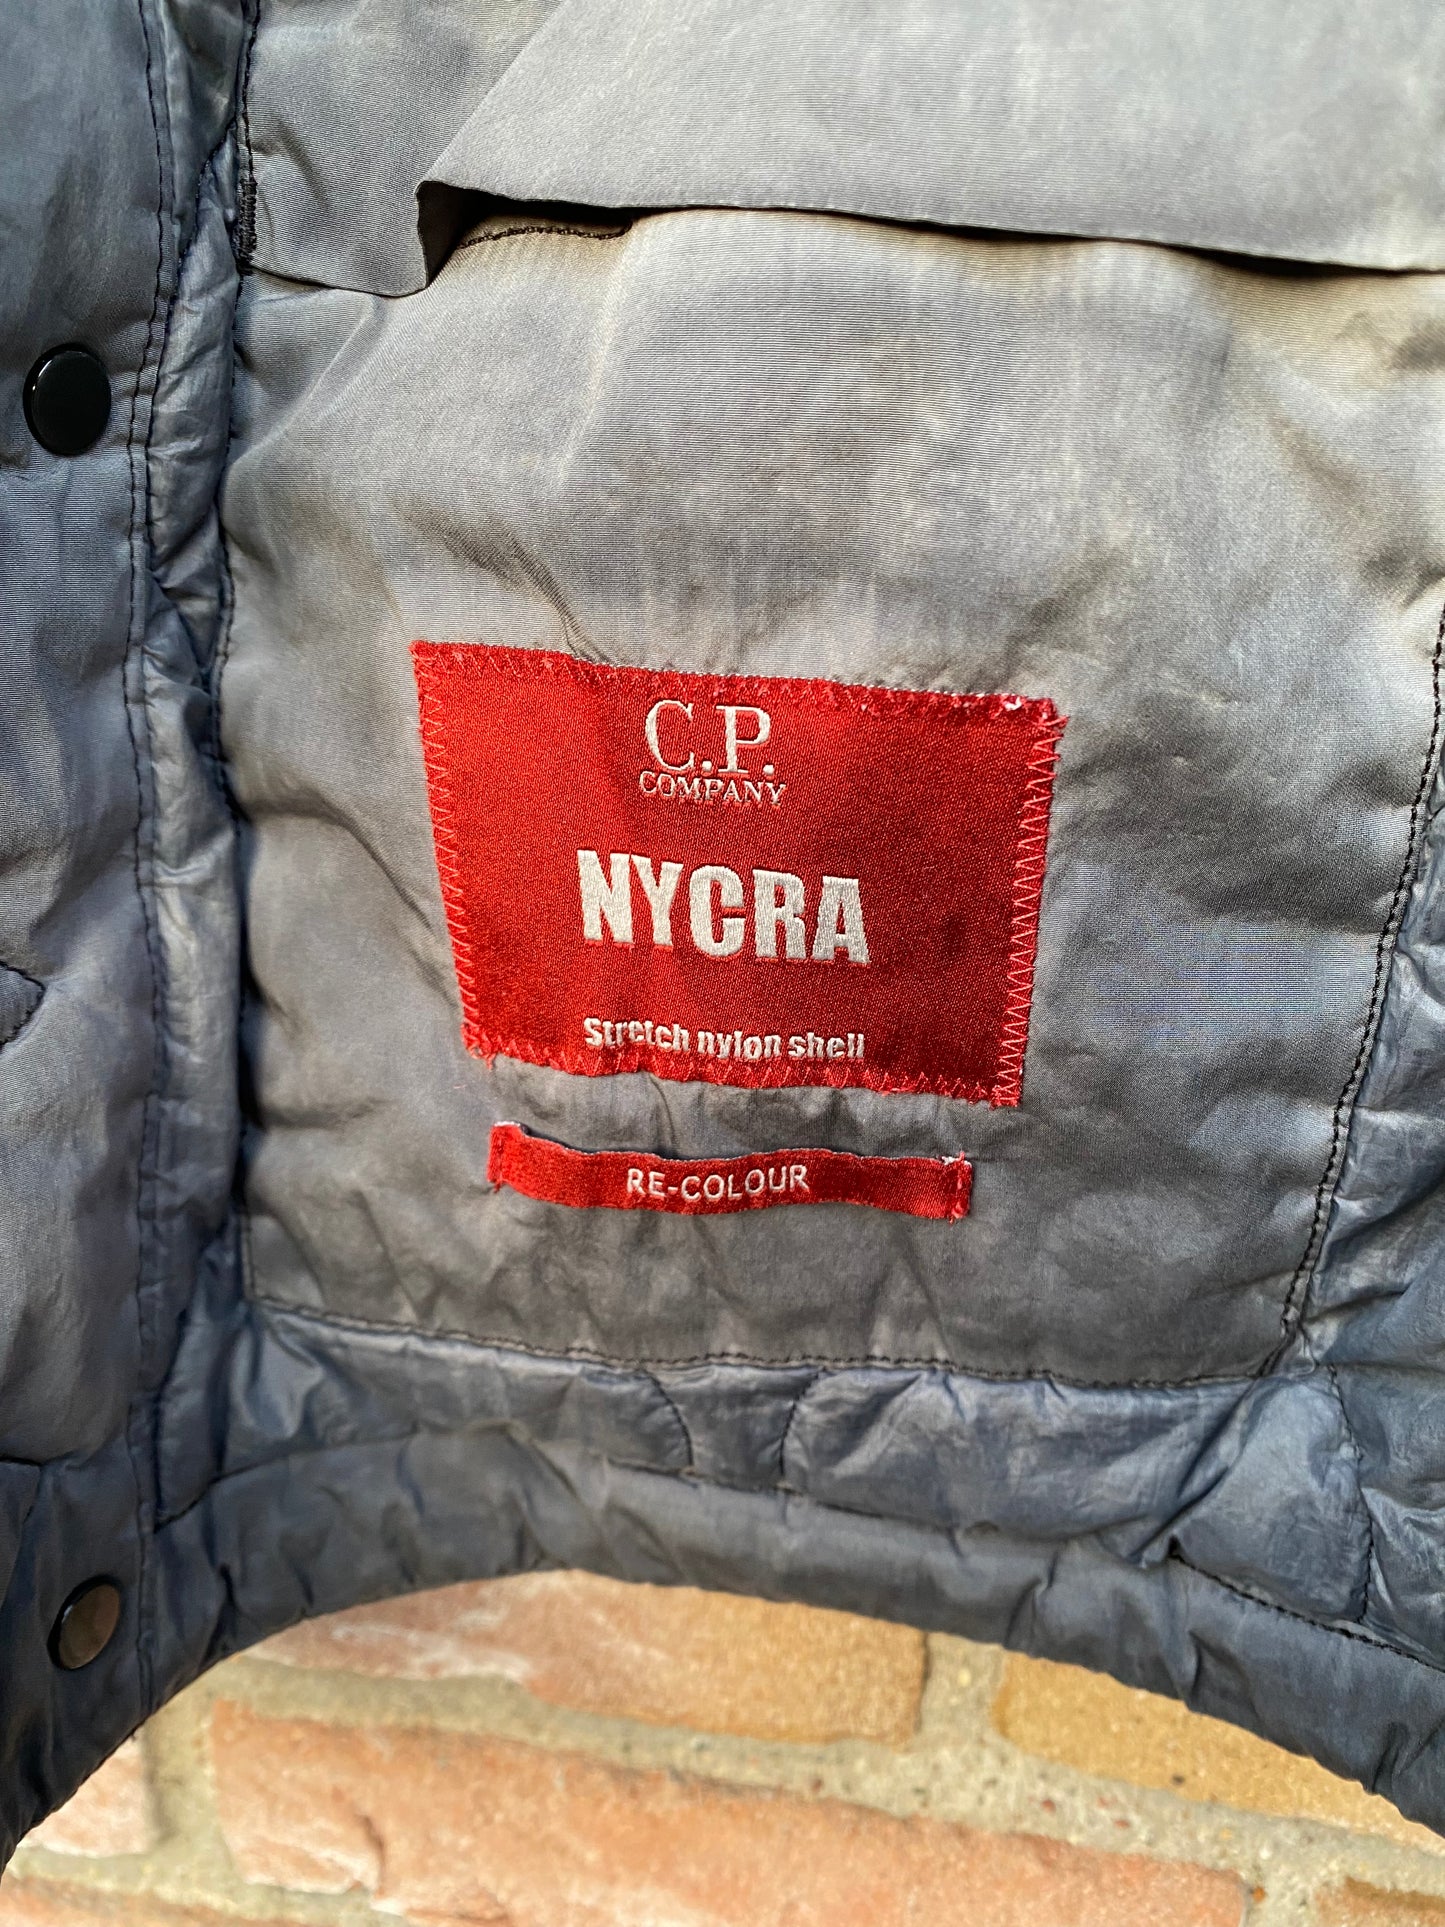 C.P.
COMPANY
NYCRA
Stretch nylon shell
RE-COLOUR